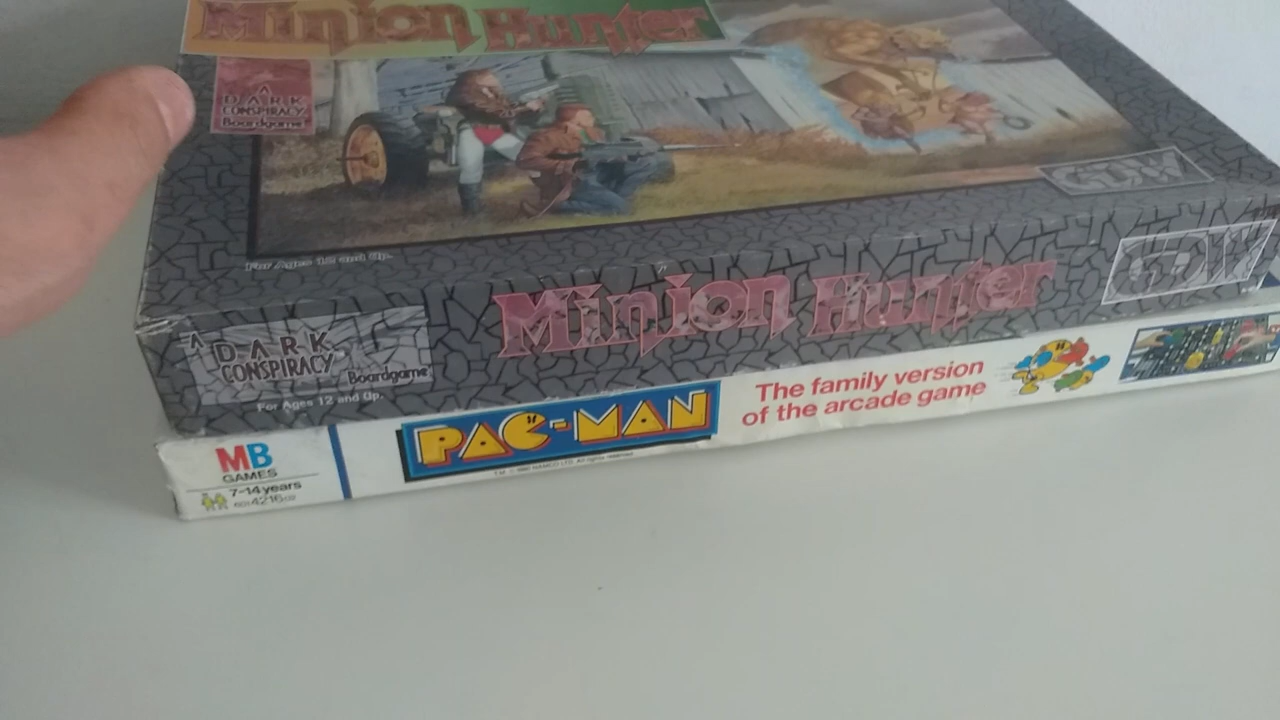 Minion Hunter
A
DARK
CONSPIRACY
Boardgame
GDW
For Ages 12 and Up.
Minion Hunter
GDW
A
DARK
CONSPIRACY
Boardgame
For Ages 12 and Up.
PAC-MAN
The family version
of the arcade game
MB
GAMES
7-14 years
4216